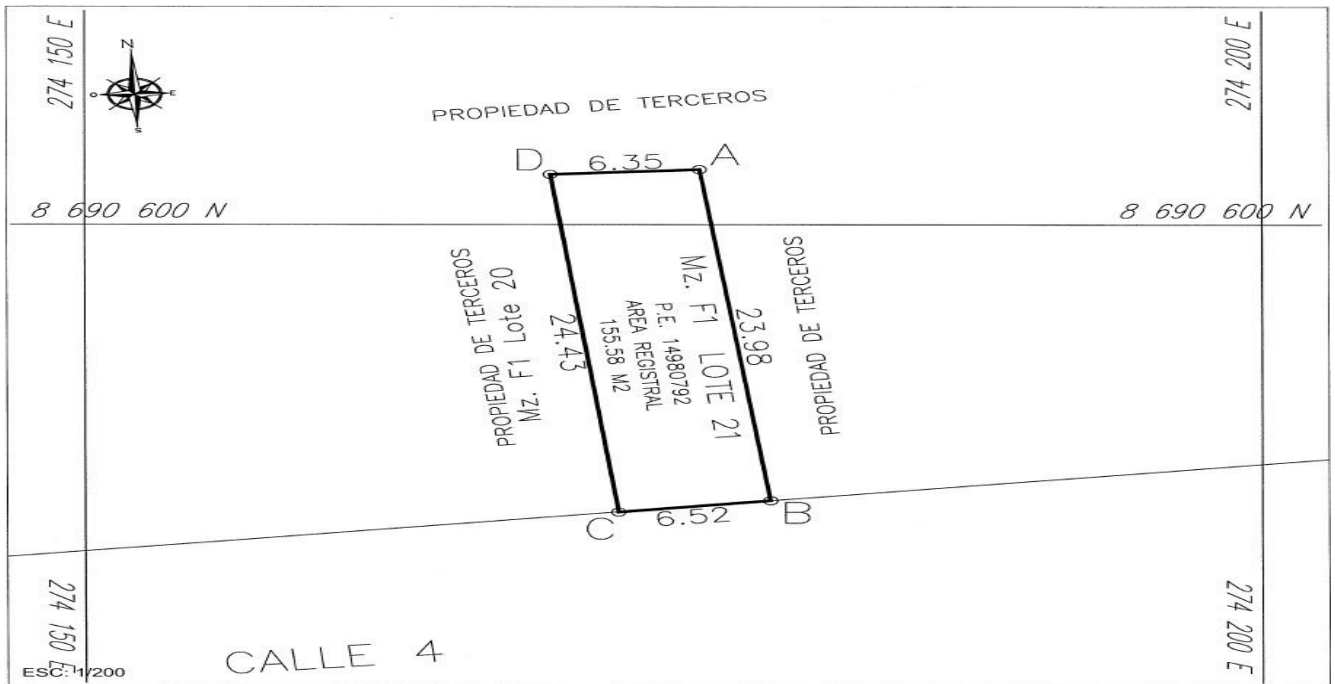 274 150 E
274 200 E
N
O
E
S
PROPIEDAD DE TERCEROS
D
6.35
A
8 690 600 N
8 690 600 N
PROPIEDAD DE TERCEROS
Mz. F1 Lote 20
24.43
Mz. F1 LOTE 21
P.E. 14980792
AREA REGISTRAL
155.58 M2
23.98
PROPIEDAD DE TERCEROS
C
6.52
B
274 150 E
274 200 E
CALLE 4
ESC: 1/200